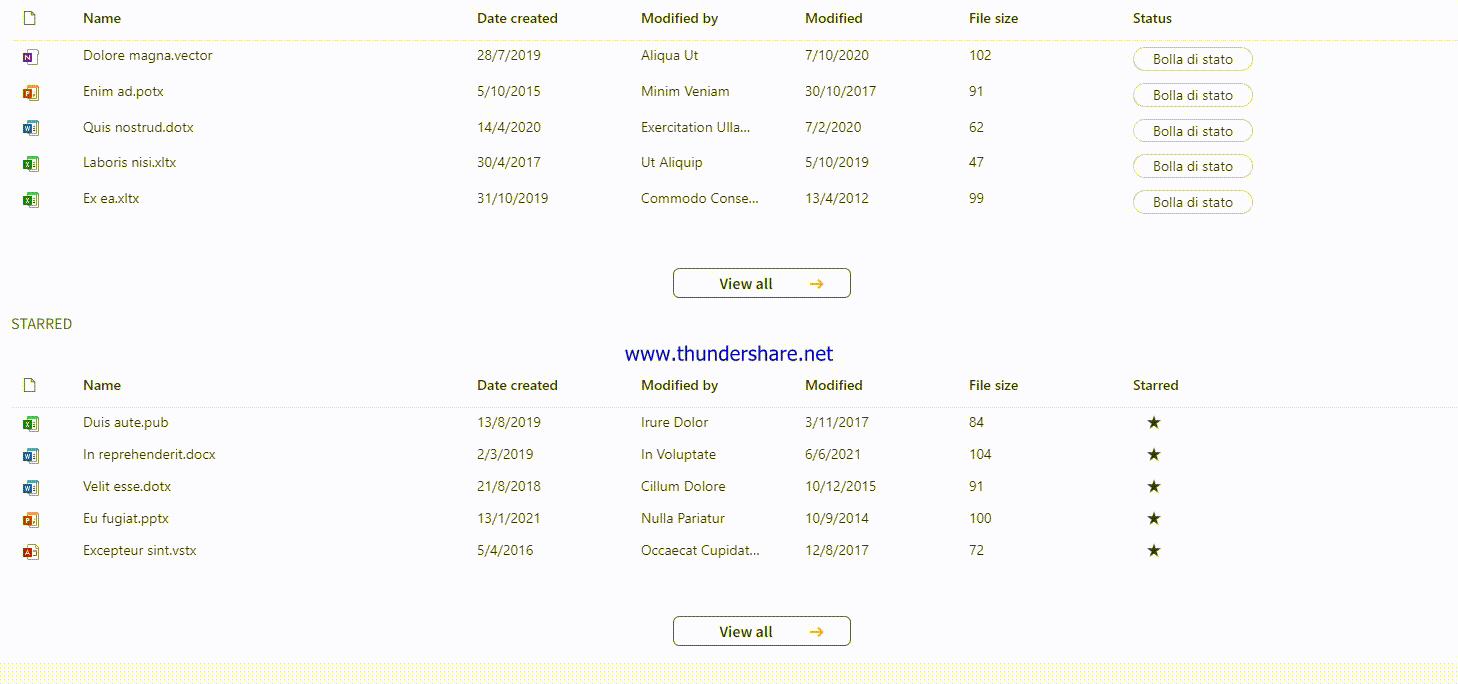 Name Date created Modified by Modified File size Status
Dolore magna.vector 28/7/2019 Aliqua Ut 7/10/2020 102 Bolla di stato
Enim ad.potx 5/10/2015 Minim Veniam 30/10/2017 91 Bolla di stato
Quis nostrud.dotx 14/4/2020 Exercitation Ulla... 7/2/2020 62 Bolla di stato
Laboris nisi.xltx 30/4/2017 Ut Aliquip 5/10/2019 47 Bolla di stato
Ex ea.xltx 31/10/2019 Commodo Conse... 13/4/2012 99 Bolla di stato
View all
STARRED
www.thundershare.net
Name Date created Modified by Modified File size Starred
Duis aute.pub 13/8/2019 Irure Dolor 3/11/2017 84
In reprehenderit.docx 2/3/2019 In Voluptate 6/6/2021 104
Velit esse.dotx 21/8/2018 Cillum Dolore 10/12/2015 91
Eu fugiat.pptx 13/1/2021 Nulla Pariatur 10/9/2014 100
Excepteur sint.vstx 5/4/2016 Occaecat Cupidat... 12/8/2017 72
View all